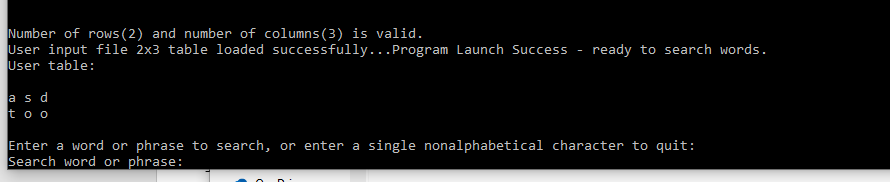 Number of rows(2) and number of columns(3) is valid.
User input file 2x3 table loaded successfully...Program Launch Success - ready to search words.
User table:
a s d
t o o
Enter a word or phrase to search, or enter a single nonalphabetical character to quit:
Search word or phrase: